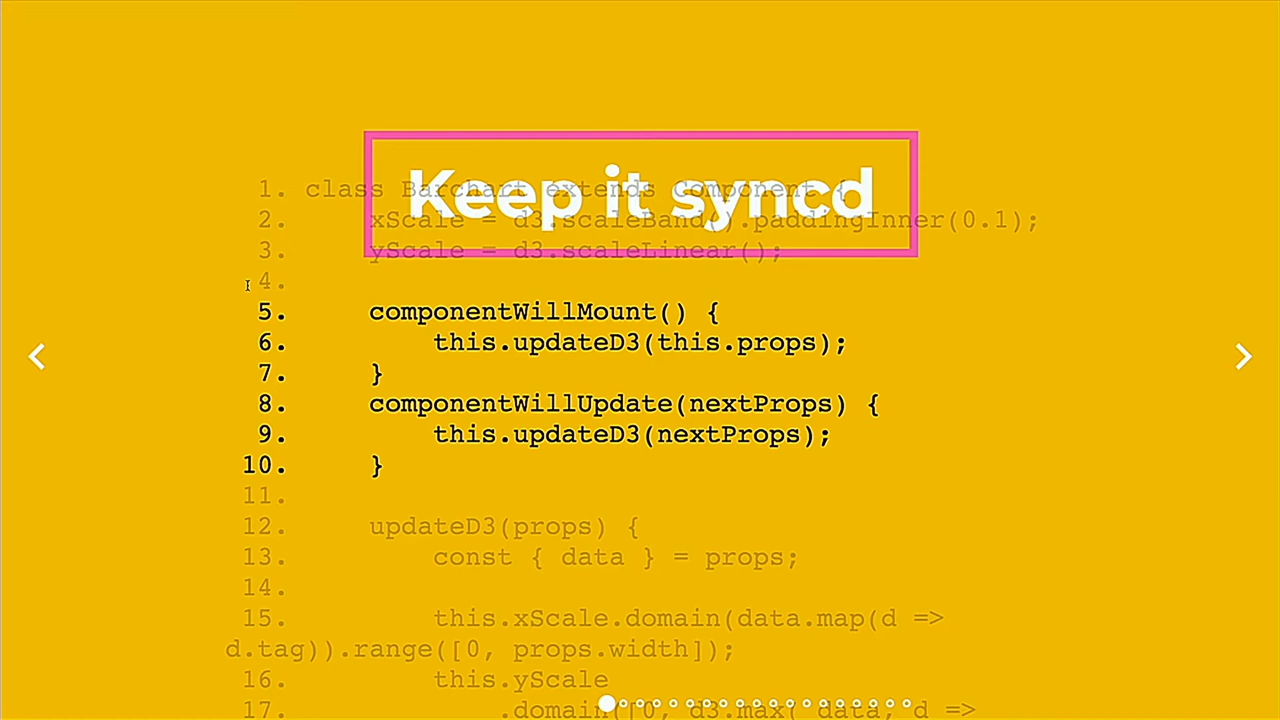 Keep it syncd
1. class Barchart extends Component {
2. xScale = d3.scaleBand().paddingInner(0.1);
3. yScale = d3.scaleLinear();
4.
5. componentWillMount() {
6. this.updateD3(this.props);
7. }
8. componentWillUpdate(nextProps) {
9. this.updateD3(nextProps);
10. }
11.
12. updateD3(props) {
13. const { data } = props;
14.
15. this.xScale.domain(data.map(d =>
d.tag)).range([0, props.width]);
16. this.yScale
17. .domain([0, d3.max( data, d =>